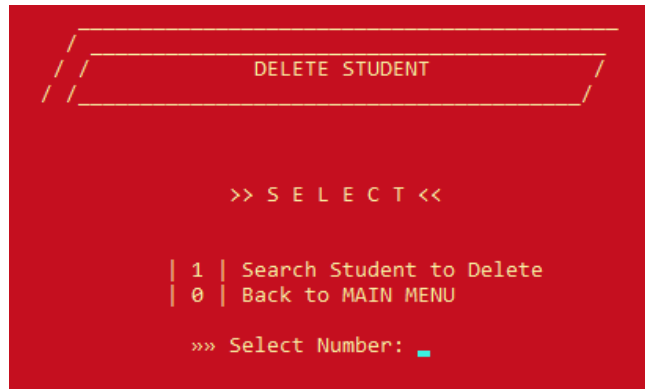 DELETE STUDENT
>> S E L E C T <<
| 1 | Search Student to Delete
| 0 | Back to MAIN MENU
»» Select Number: